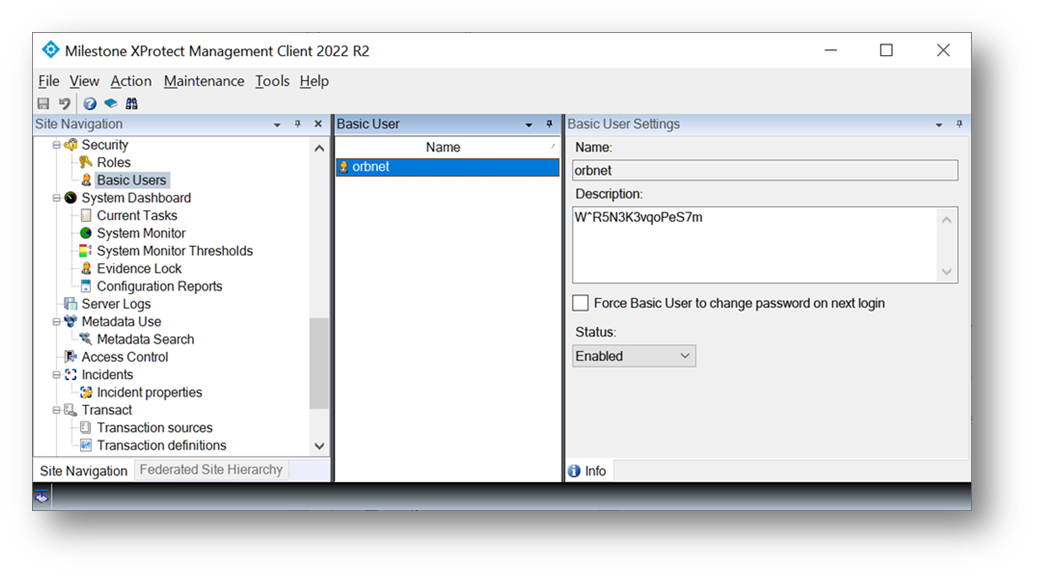 Milestone XProtect Management Client 2022 R2
File View Action Maintenance Tools Help
Site Navigation
Security
Roles
Basic Users
System Dashboard
Current Tasks
System Monitor
System Monitor Thresholds
Evidence Lock
Configuration Reports
Server Logs
Metadata Use
Metadata Search
Access Control
Incidents
Incident properties
Transact
Transaction sources
Transaction definitions
Site Navigation Federated Site Hierarchy
Basic User
Name
orbnet
Basic User Settings
Name:
orbnet
Description:
W^R5N3K3vqoPeS7m
Force Basic User to change password on next login
Status:
Enabled
Info